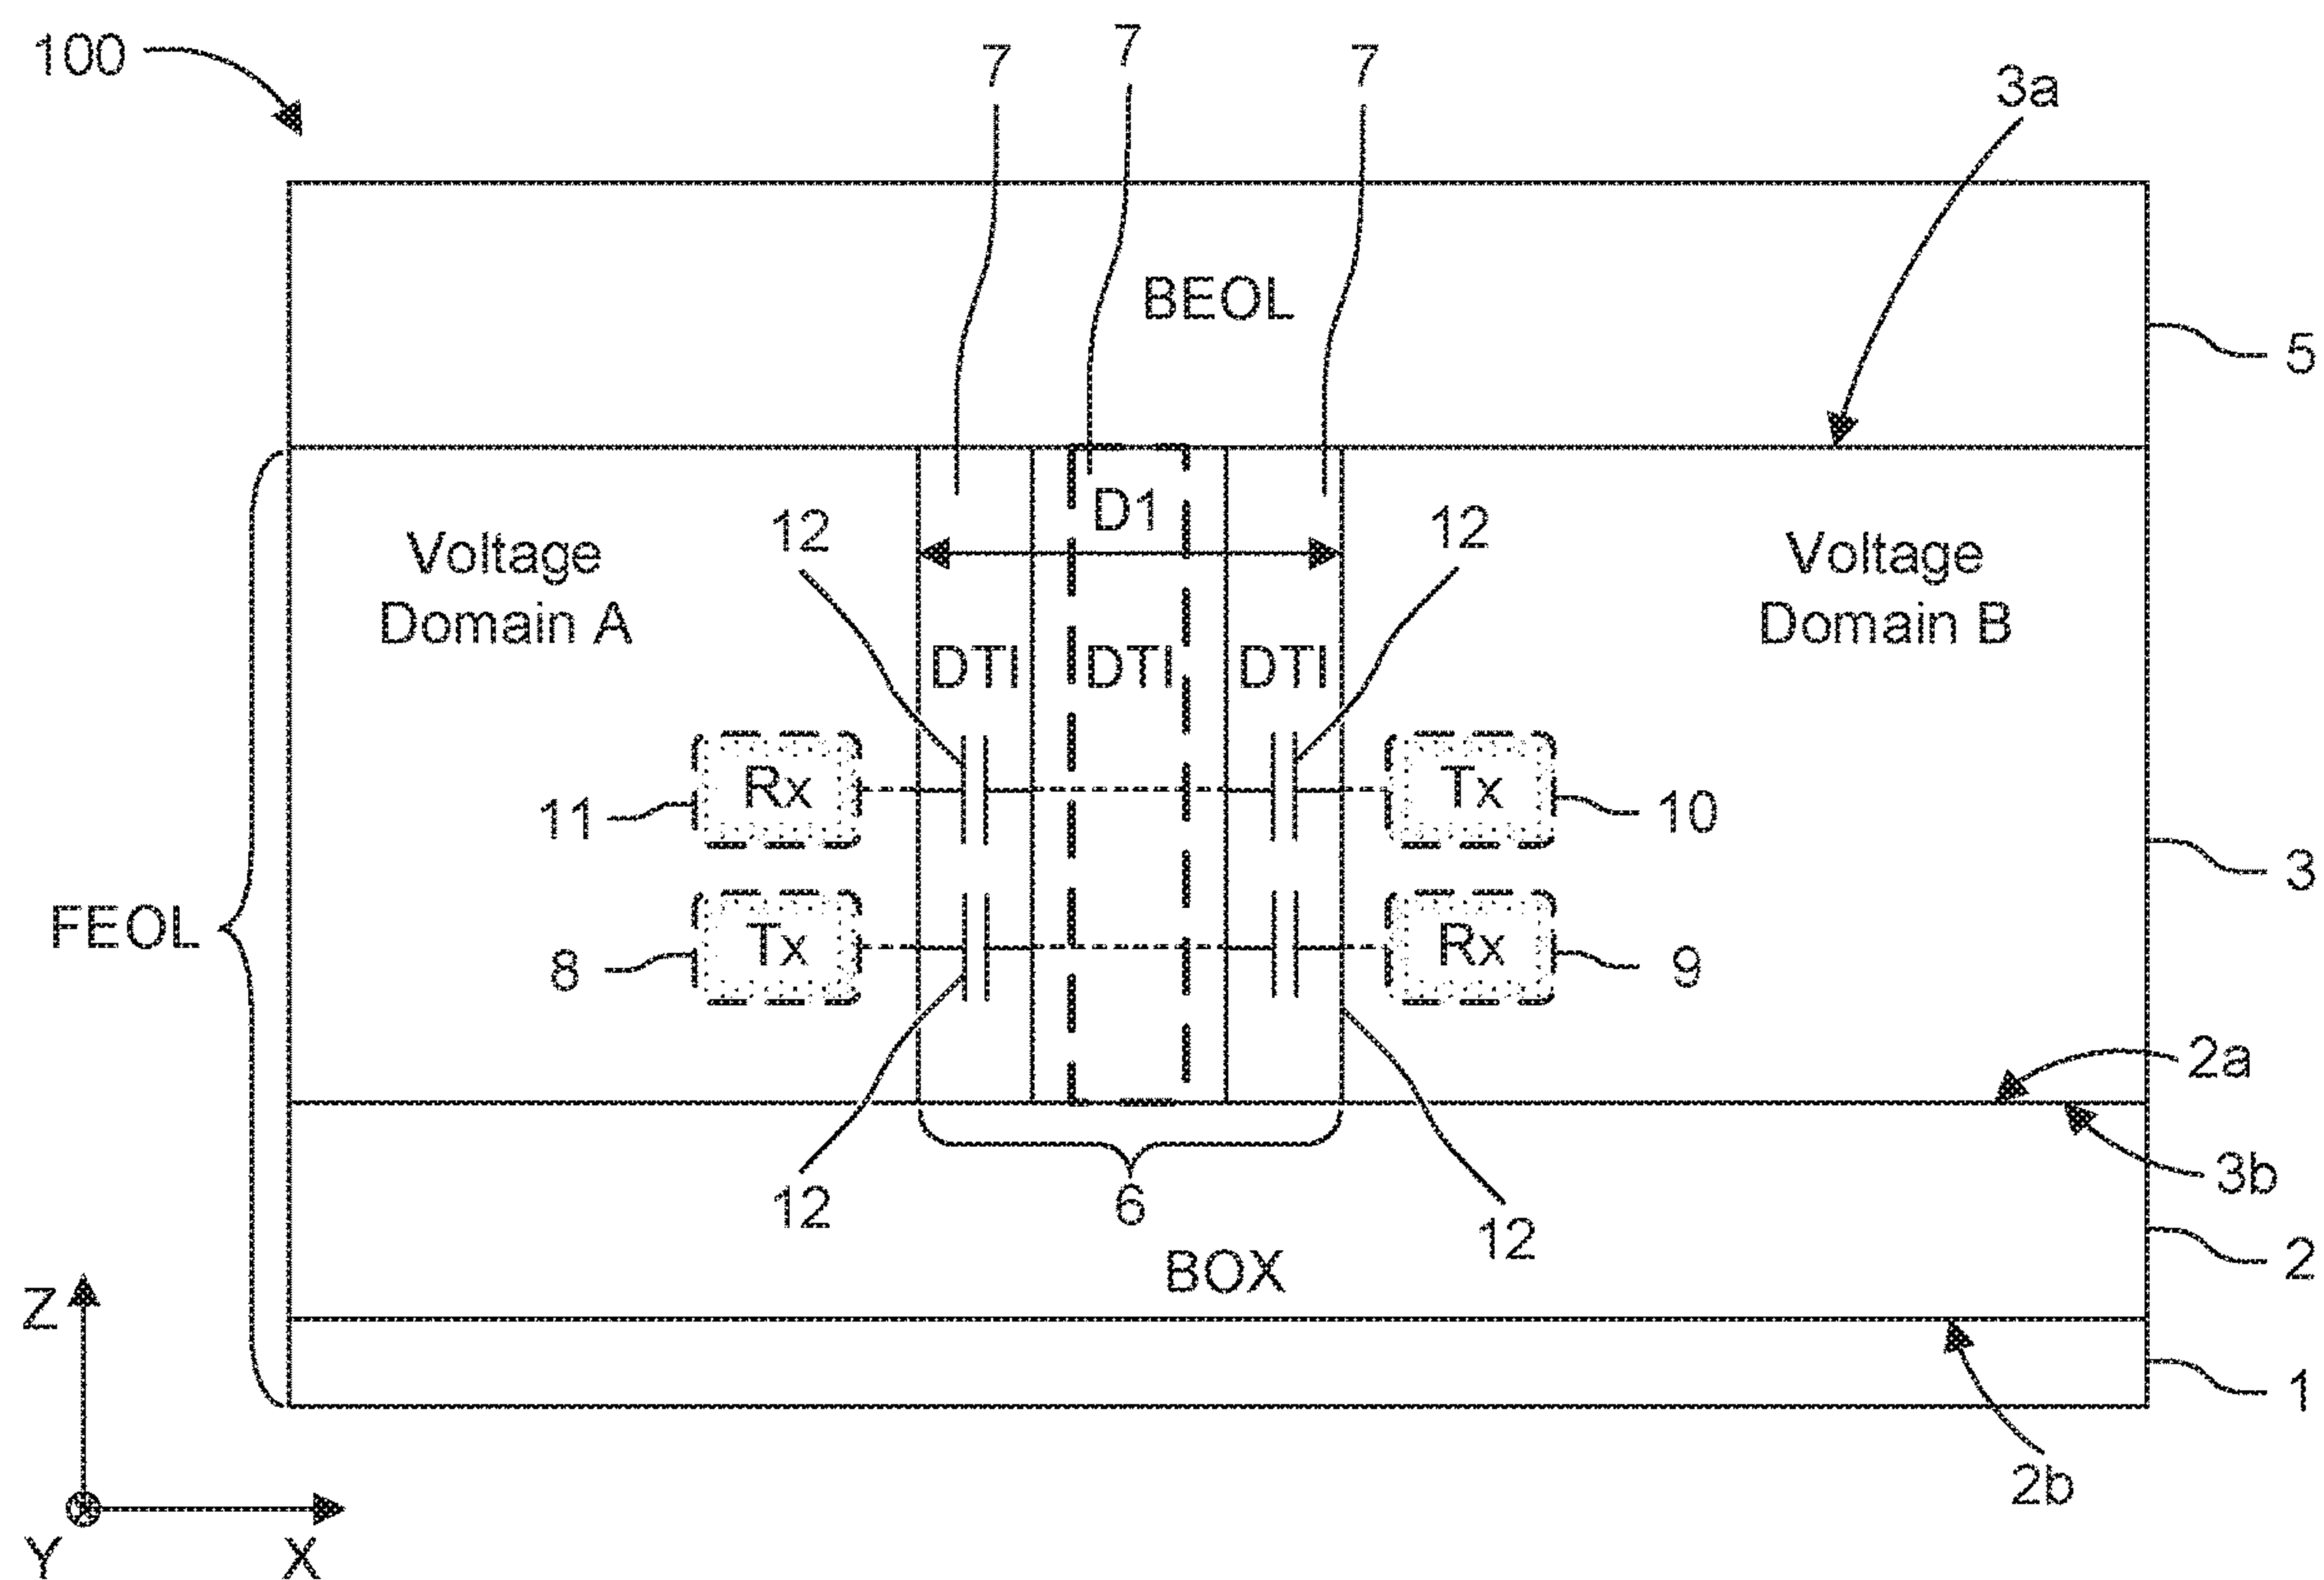 100
7
7
7
3a
BEOL
5
D1
12
12
Voltage
Domain A
Voltage
Domain B
DTI
DTI
DTI
Rx
Tx
11
10
3
FEOL
8
Tx
Rx
9
2a
3b
12
6
12
2
BOX
Z
1
2b
Y
X